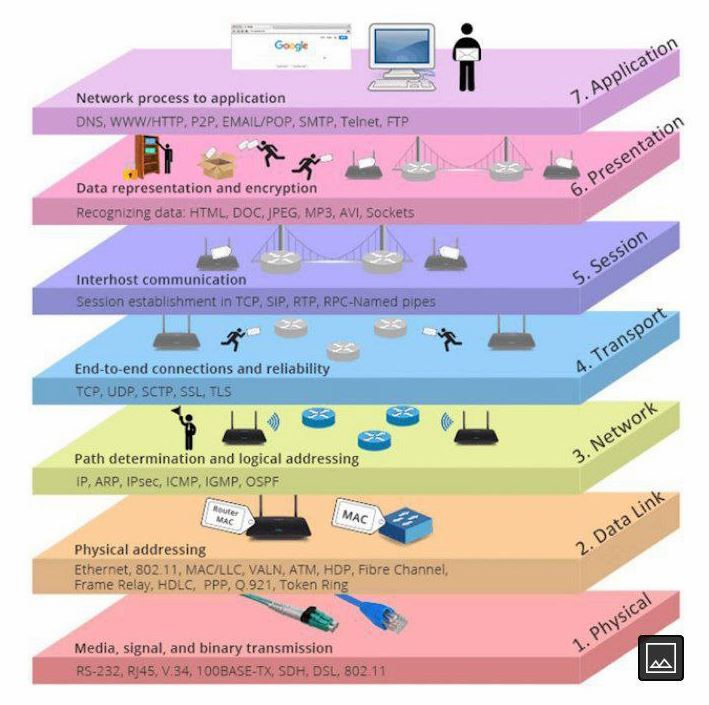 Google
7. Application
Network process to application
DNS, WWW/HTTP, P2P, EMAIL/POP, SMTP, Telnet, FTP
6. Presentation
Data representation and encryption
Recognizing data: HTML, DOC, JPEG, MP3, AVI, Sockets
5. Session
Interhost communication
Session establishment in TCP, SIP, RTP, RPC-Named pipes
4. Transport
End-to-end connections and reliability
TCP, UDP, SCTP, SSL, TLS
3. Network
Path determination and logical addressing
IP, ARP, IPsec, ICMP, IGMP, OSPF
2. Data Link
Router
MAC
MAC
Physical addressing
Ethernet, 802.11, MAC/LLC, VALN, ATM, HDP, Fibre Channel,
Frame Relay, HDLC, PPP, Q.921, Token Ring
1. Physical
Media, signal, and binary transmission
RS-232, RJ45, V.34, 100BASE-TX, SDH, DSL, 802.11